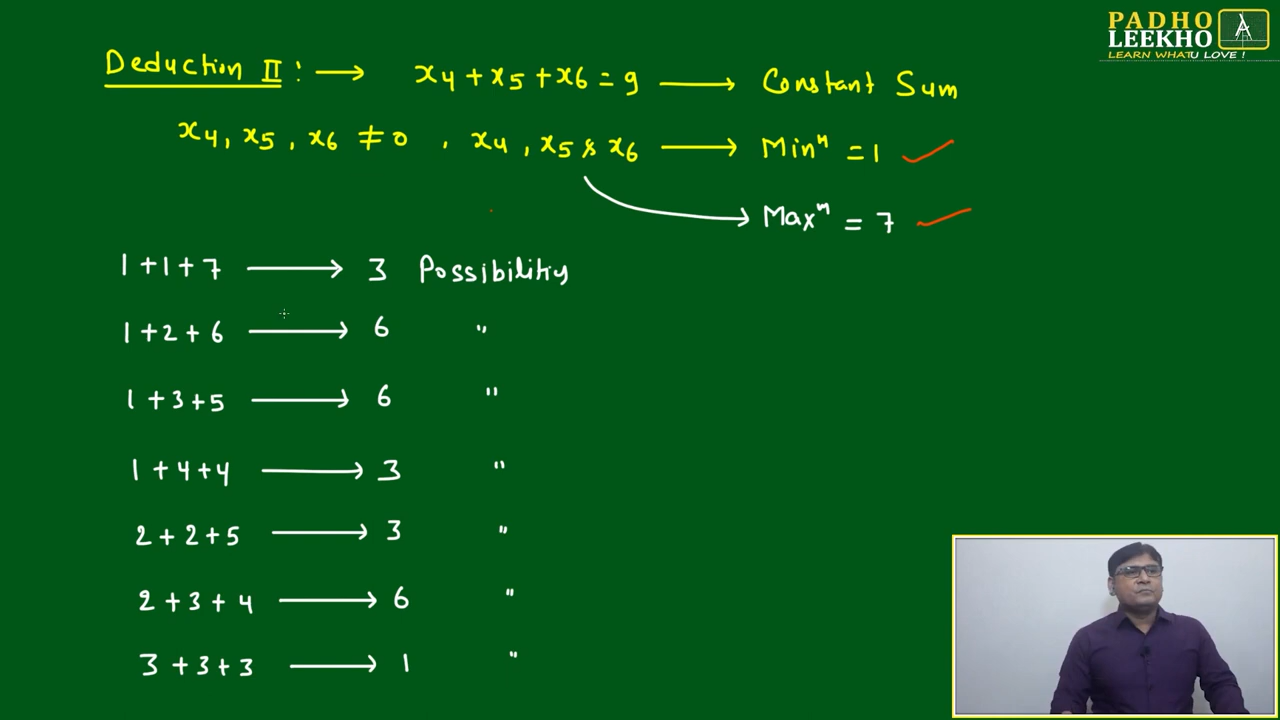 PADHO
LEEKHO
LEARN WHAT U LOVE !
Deduction II : → x4 + x5 + x6 = 9 → Constant Sum
x4, x5, x6 ≠ 0 , x4, x5 & x6 → Minᵐ = 1 ✓
→ Maxᵐ = 7 ✓
1 + 1 + 7 → 3 Possibility
1 + 2 + 6 → 6 "
1 + 3 + 5 → 6 "
1 + 4 + 4 → 3 "
2 + 2 + 5 → 3 "
2 + 3 + 4 → 6 "
3 + 3 + 3 → 1 "